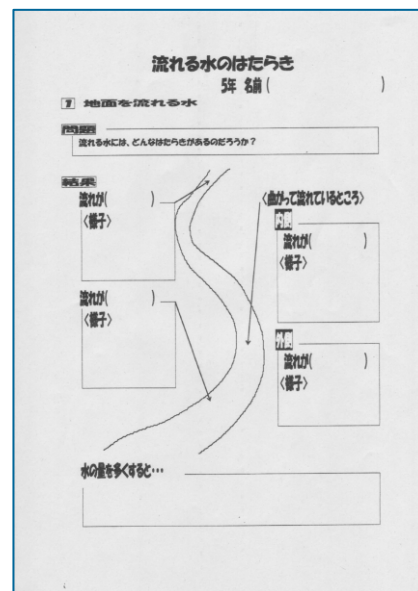 流れる水のはたらき
5年 名前( )
1 地面を流れる水
問題
流れる水には、どんなはたらきがあるのだろうか?
結果
流れが( )
〈様子〉
流れが( )
〈様子〉
〈曲がって流れているところ〉
内側
流れが( )
〈様子〉
外側
流れが( )
〈様子〉
水の量を多くすると…